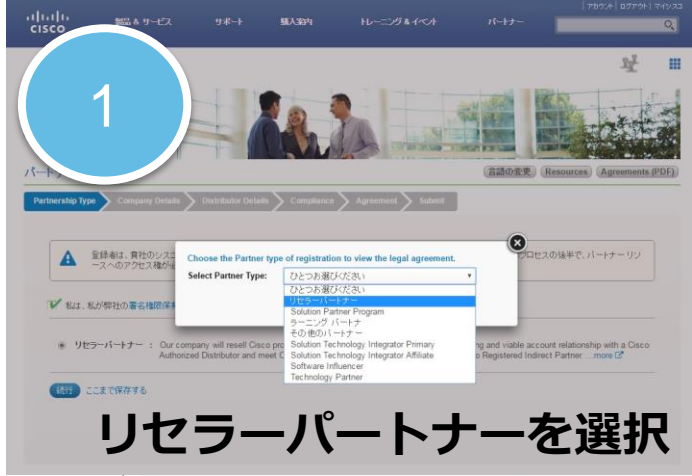 アカウント | ログアウト | マイシスコ
CISCO
製品 & サービス サポート 購入案内 トレーニング & イベント パートナー
1
言語の変更 Resources Agreements (PDF)
Partnership Type Company Details Distributor Details Compliance Agreement Submit
Choose the Partner type of registration to view the legal agreement.
登録者は、貴社のシス
プロセスの後半で、パートナー リソ
ースへのアクセス権が
Select Partner Type: ひとつお選びください
ひとつお選びください
リセラーパートナー
Solution Partner Program
ラーニング パートナ
その他のパートナー
Solution Technology Integrator Primary
Solution Technology Integrator Affiliate
Software Influencer
Technology Partner
私は、私が弊社の署名権限保
リセラーパートナー : Our company will resell Cisco pro
ng and viable account relationship with a Cisco
Authorized Distributor and meet C
o Registered Indirect Partner ...more
続行 ここまで保存する
リセラーパートナーを選択